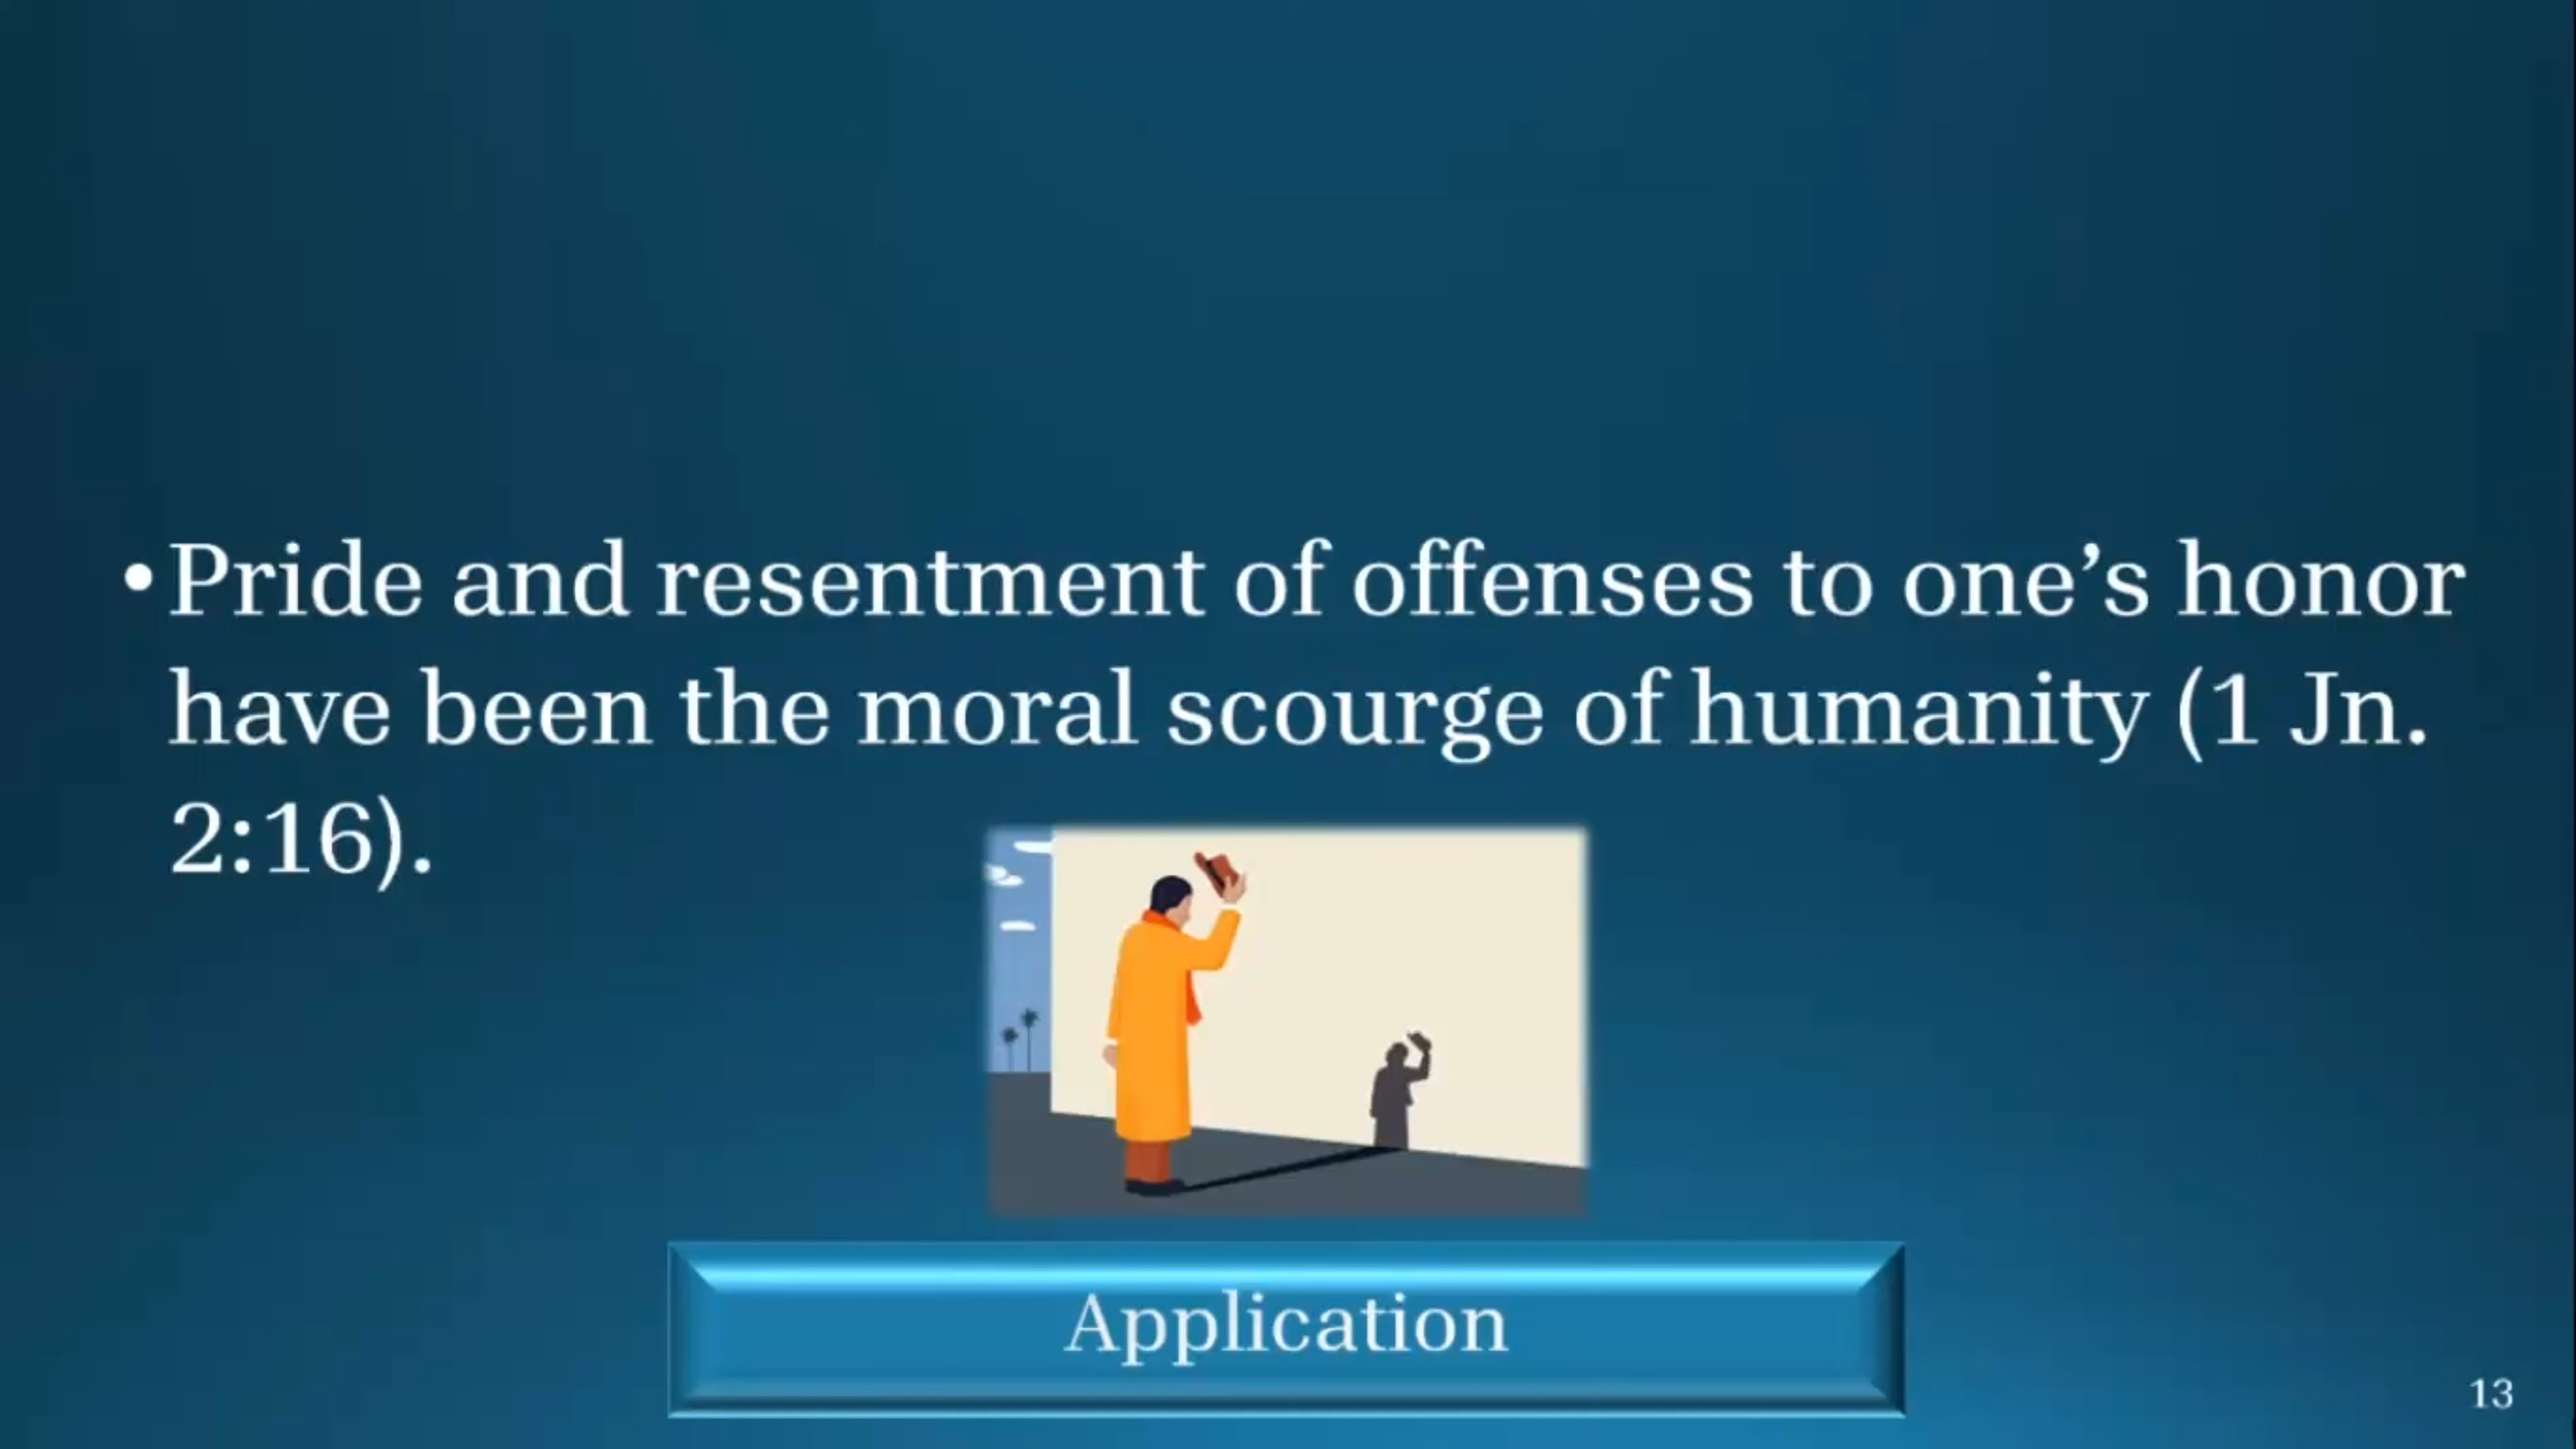 •Pride and resentment of offenses to one’s honor
have been the moral scourge of humanity (1 Jn.
2:16).
Application
13